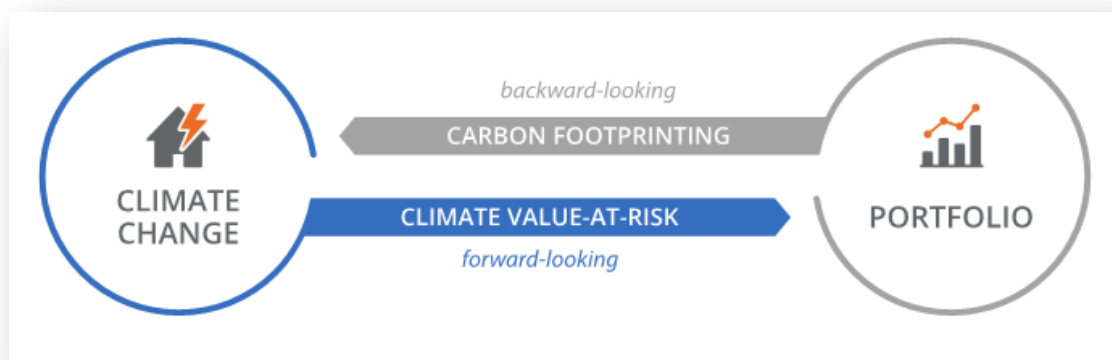 backward-looking
CARBON FOOTPRINTING
CLIMATE
CHANGE
CLIMATE VALUE-AT-RISK
PORTFOLIO
forward-looking